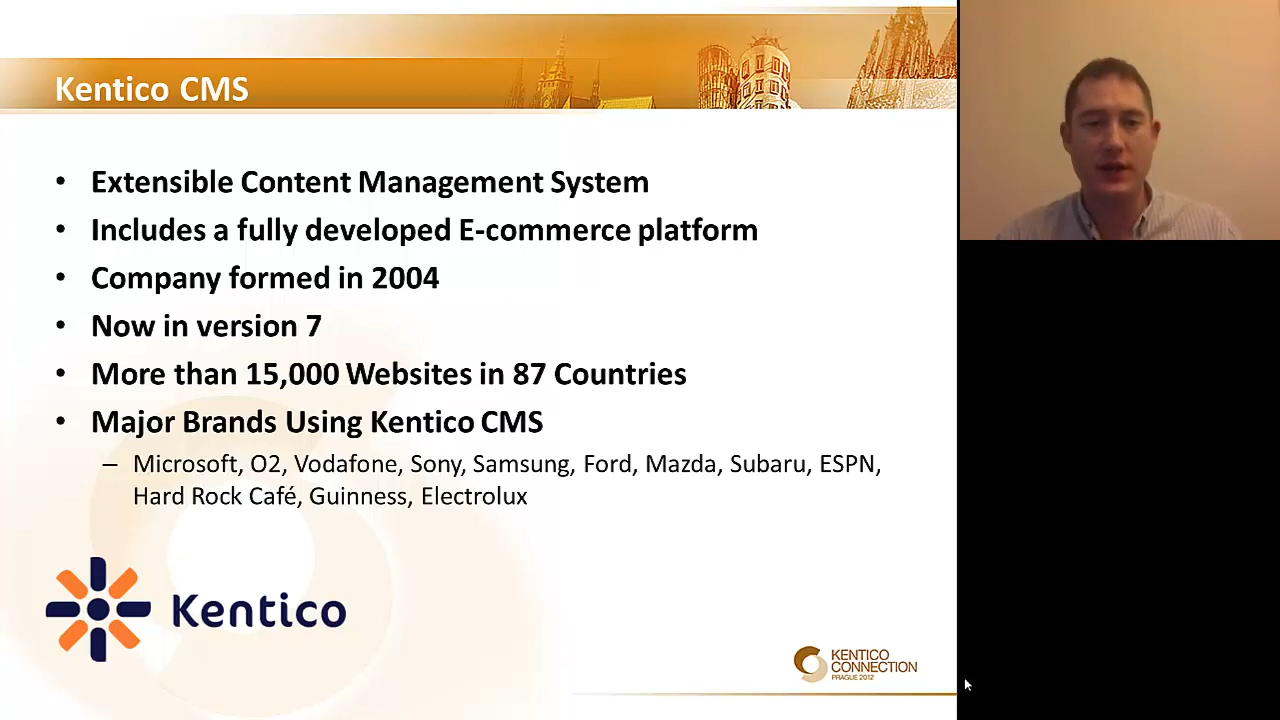 Kentico CMS
• Extensible Content Management System
• Includes a fully developed E-commerce platform
• Company formed in 2004
• Now in version 7
• More than 15,000 Websites in 87 Countries
• Major Brands Using Kentico CMS
– Microsoft, O2, Vodafone, Sony, Samsung, Ford, Mazda, Subaru, ESPN,
Hard Rock Café, Guinness, Electrolux
Kentico
KENTICO
CONNECTION
PRAGUE 2012